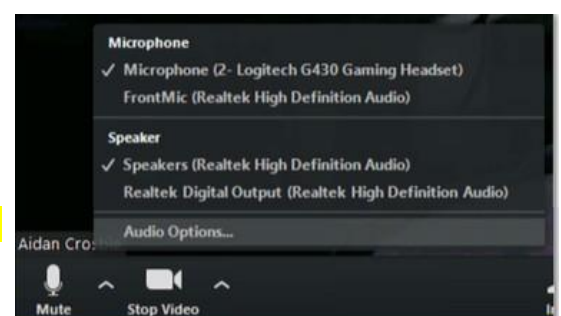 Microphone
✓ Microphone (2- Logitech G430 Gaming Headset)
FrontMic (Realtek High Definition Audio)
Speaker
✓ Speakers (Realtek High Definition Audio)
Realtek Digital Output (Realtek High Definition Audio)
Audio Options...
Aidan
Mute
Stop Video